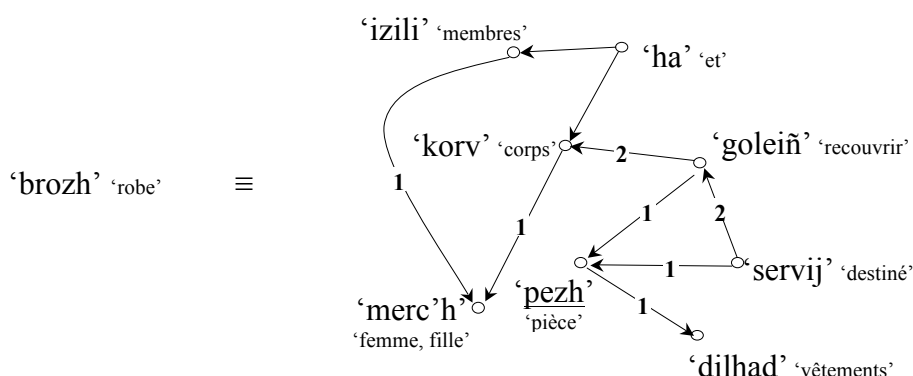 ‘izili’ ‘membres’
‘ha’ ‘et’
‘korv’ ‘corps’
2
‘goleiñ’ ‘recouvrir’
‘brozh’ ‘robe’ ≡
1
1
1
2
1
‘servij’ ‘destiné’
‘merc’h’
‘femme, fille’
‘pezh’
‘pièce’
1
‘dilhad’ ‘vêtements’